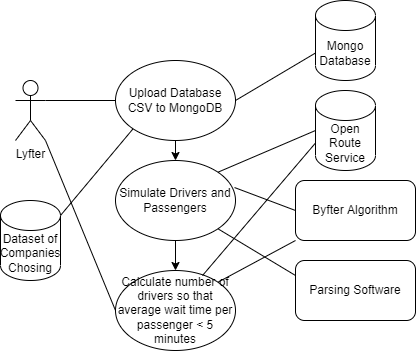 Mongo
Database
Upload Database
CSV to MongoDB
Open
Route
Service
Lyfter
Simulate Drivers and
Passengers
Byfter Algorithm
Dataset of
Companies
Chosing
Calculate number of
drivers so that
average wait time per
passenger < 5
minutes
Parsing Software